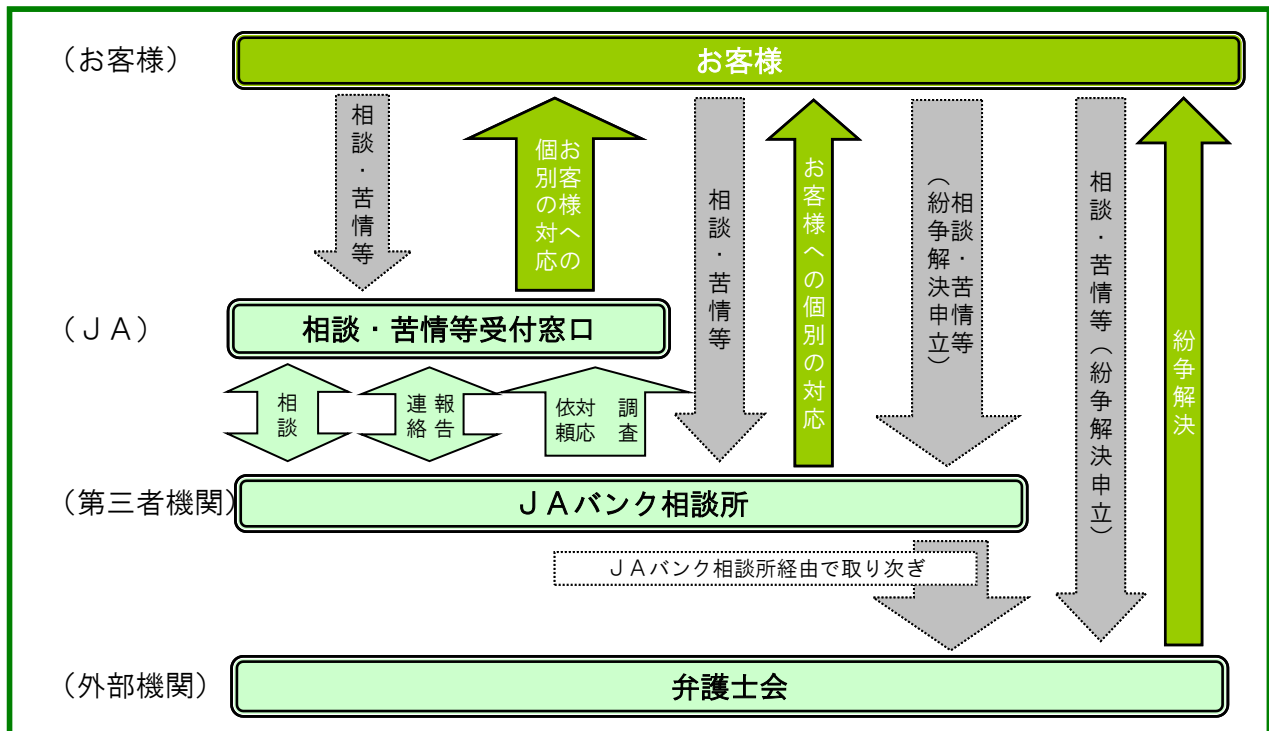 （お客様）
お客様
相談・苦情等
お客様への
個別の対応
相談・苦情等
お客様への個別の対応
相談・苦情等
（紛争解決申立）
相談・苦情等（紛争解決申立）
紛争解決
（ＪＡ）
相談・苦情等受付窓口
相談
報告
連絡
調査
対応
依頼
（第三者機関）
ＪＡバンク相談所
ＪＡバンク相談所経由で取り次ぎ
（外部機関）
弁護士会